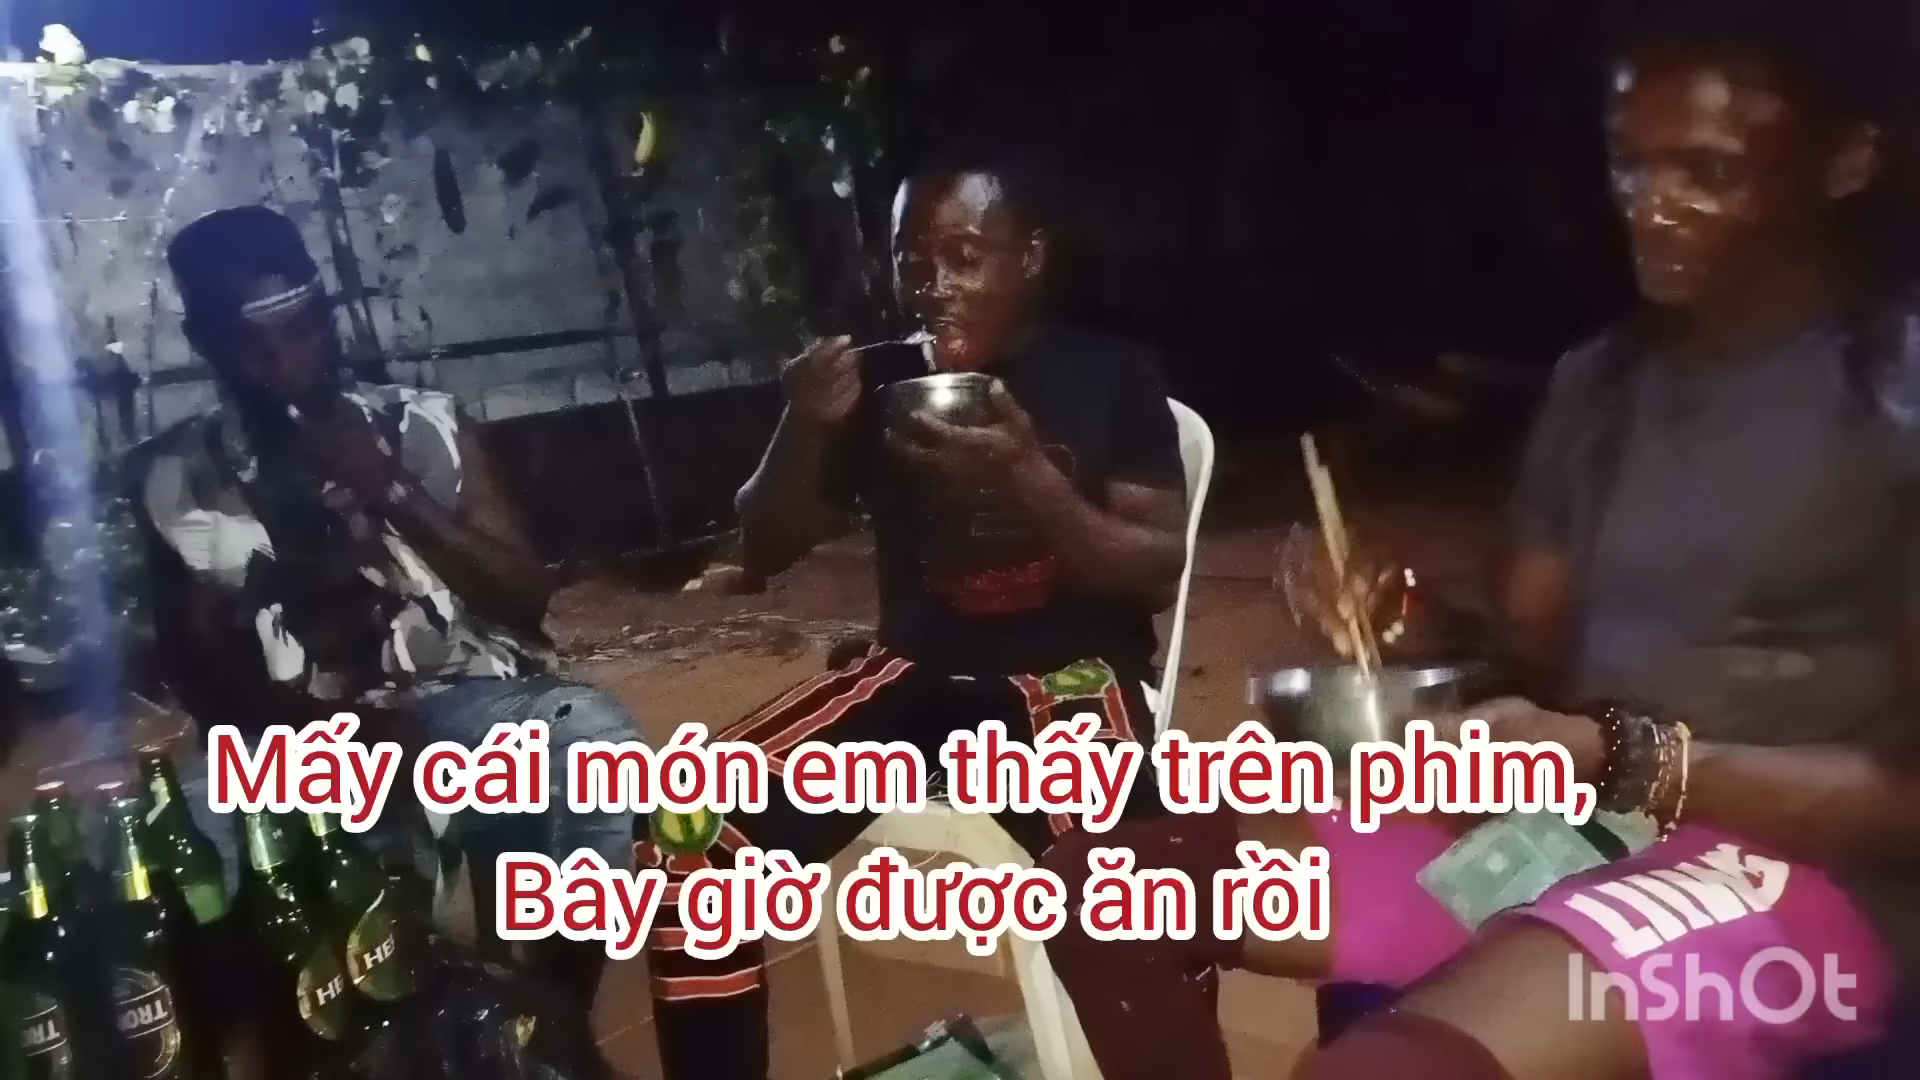 Mấy cái món em thấy trên phim,
Bây giờ được ăn rồi
InShOt